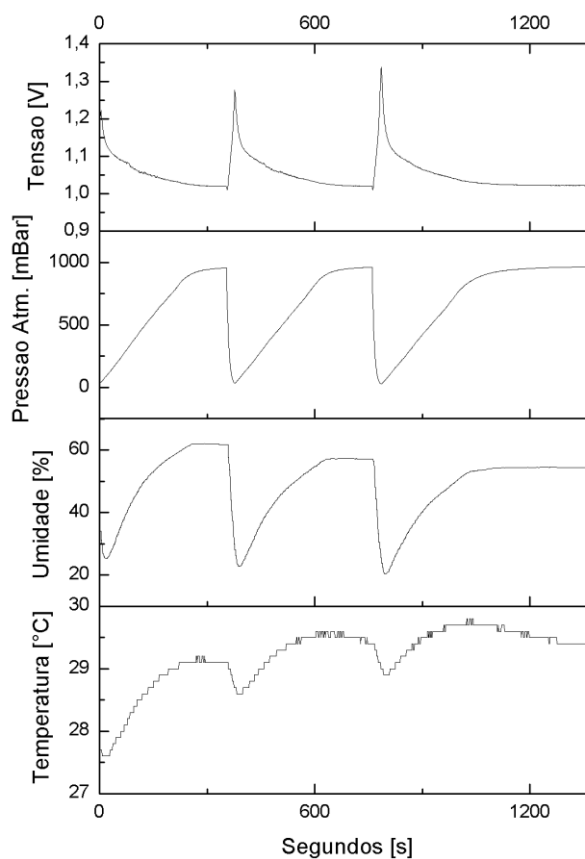 0 600 1200
1,4
1,3
1,2
1,1
1,0
0,9
Tensao [V]
1000
500
0
Pressao Atm. [mBar]
60
40
20
Umidade [%]
30
29
28
27
Temperatura [°C]
0 600 1200
Segundos [s]